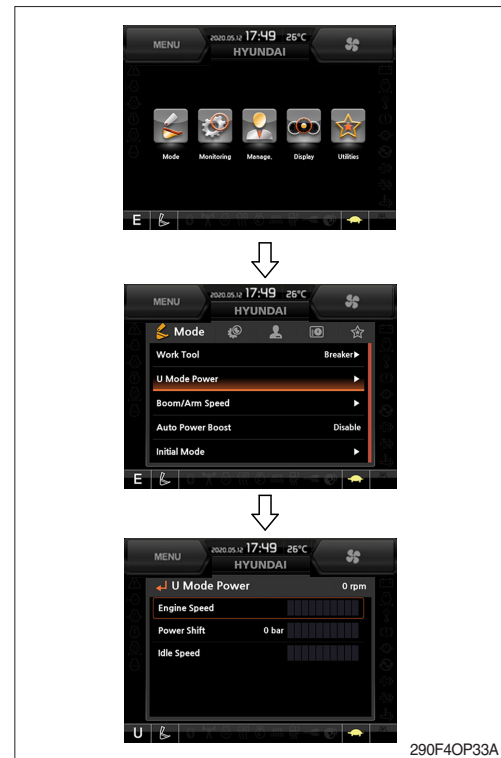 MENU
2020.05.12 17:49 26°C
HYUNDAI
Mode
Monitoring
Manage.
Display
Utilities
E
MENU
2020.05.12 17:49 26°C
HYUNDAI
Mode
Work Tool Breaker▶
U Mode Power ▶
Boom/Arm Speed ▶
Auto Power Boost Disable
Initial Mode ▶
E
MENU
2020.05.12 17:49 26°C
HYUNDAI
U Mode Power 0 rpm
Engine Speed
Power Shift 0 bar
Idle Speed
U
290F4OP33A